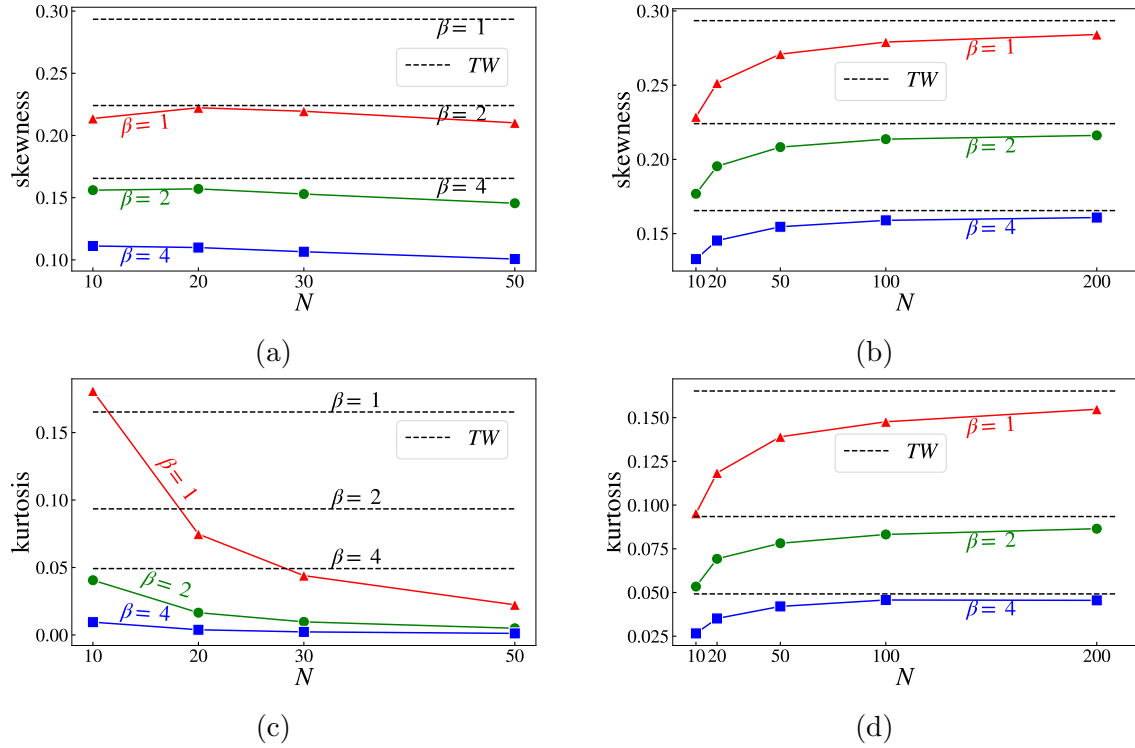 0.30
β = 1
0.25
TW
0.20
β = 1
β = 2
0.15
β = 2
β = 4
0.10
β = 4
10
20
30
50
skewness
N
(a)
0.30
β = 1
0.25
TW
0.20
β = 2
0.15
β = 4
10
20
50
100
200
skewness
N
(b)
β = 1
0.15
TW
β = 1
0.10
β = 2
0.05
β = 4
β = 2
β = 4
0.00
10
20
30
50
kurtosis
N
(c)
0.150
β = 1
0.125
TW
0.100
β = 2
0.075
0.050
β = 4
0.025
10
20
50
100
200
kurtosis
N
(d)